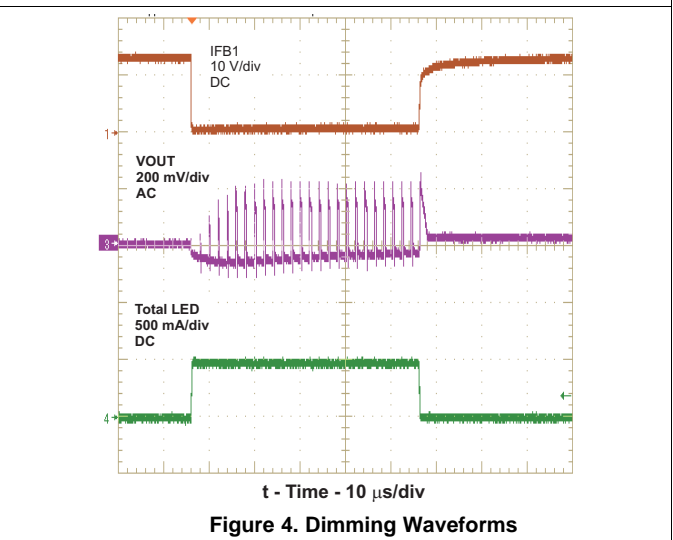 IFB1
10 V/div
DC
1
VOUT
200 mV/div
AC
3
Total LED
500 mA/div
DC
4
t - Time - 10 μs/div
Figure 4. Dimming Waveforms